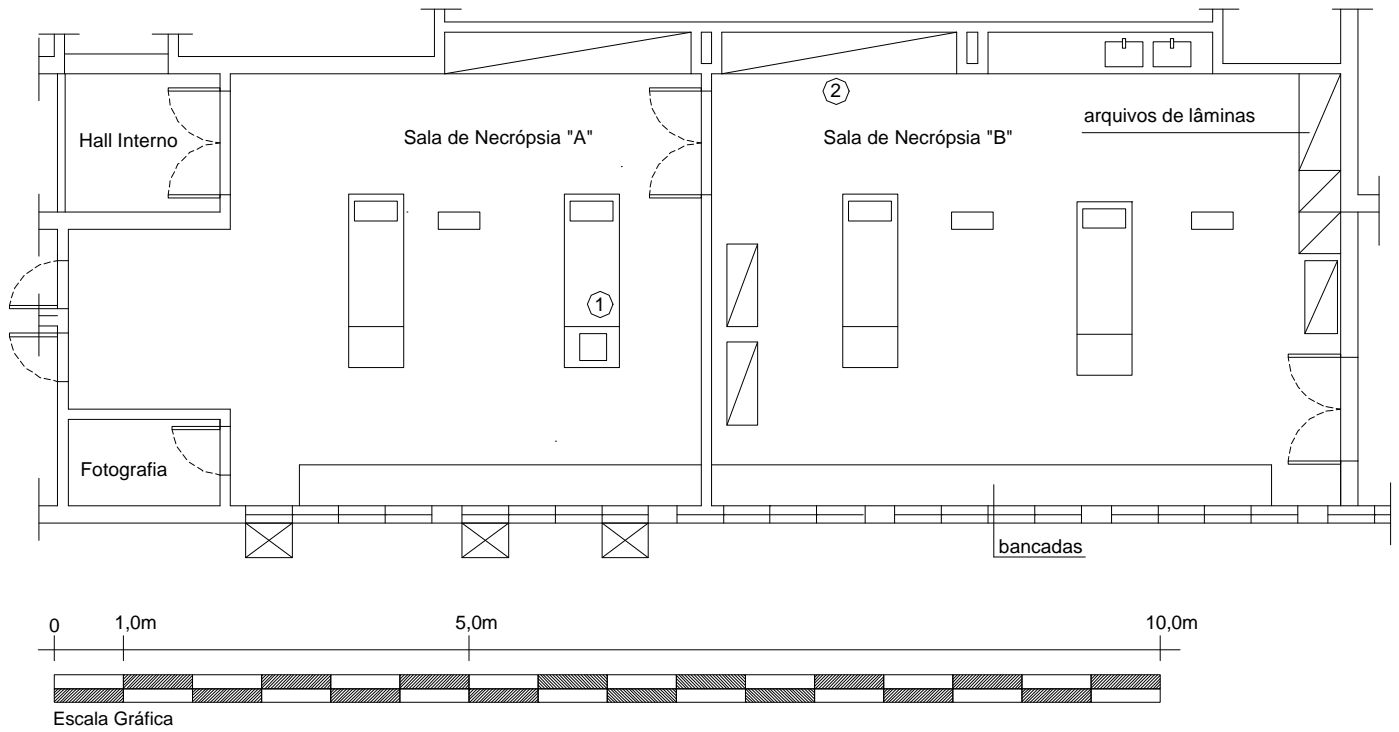 2
arquivos de lâminas
Hall Interno
Sala de Necrópsia "A"
Sala de Necrópsia "B"
1
Fotografia
bancadas
0
1,0m
5,0m
10,0m
Escala Gráfica